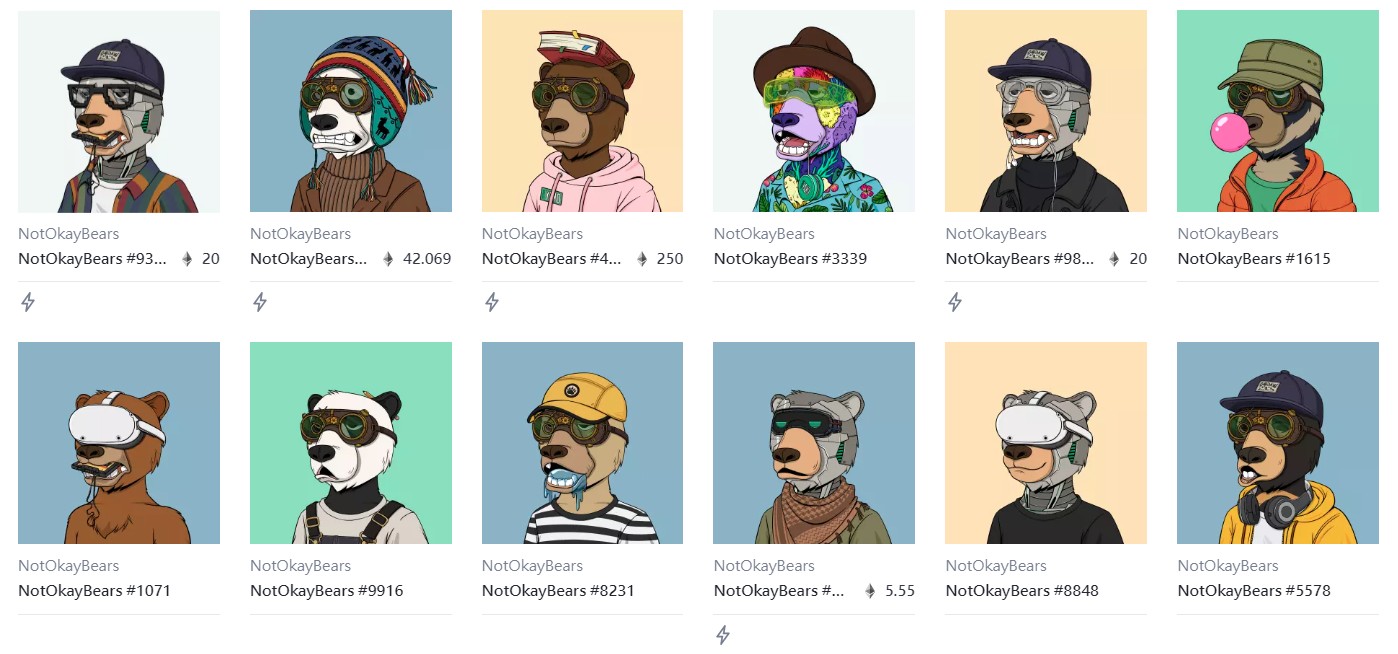 NotOkayBears
NotOkayBears #93... 20
NotOkayBears
NotOkayBears... 42.069
NotOkayBears
NotOkayBears #4... 250
NotOkayBears
NotOkayBears #3339
NotOkayBears
NotOkayBears #98... 20
NotOkayBears
NotOkayBears #1615
NotOkayBears
NotOkayBears #1071
NotOkayBears
NotOkayBears #9916
NotOkayBears
NotOkayBears #8231
NotOkayBears
NotOkayBears #... 5.55
NotOkayBears
NotOkayBears #8848
NotOkayBears
NotOkayBears #5578